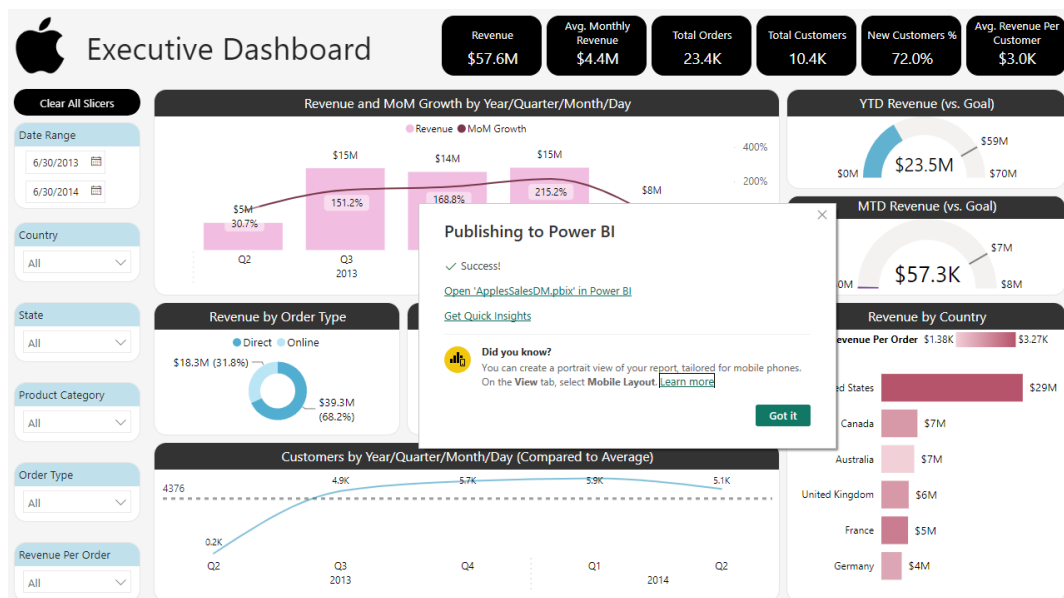 Executive Dashboard
Revenue
$57.6M
Avg. Monthly
Revenue
$4.4M
Total Orders
23.4K
Total Customers
10.4K
New Customers %
72.0%
Avg. Revenue Per
Customer
$3.0K
Clear All Slicers
Date Range
6/30/2013
6/30/2014
Country
All
State
All
Product Category
All
Order Type
All
Revenue Per Order
All
Revenue and MoM Growth by Year/Quarter/Month/Day
Revenue MoM Growth
400%
200%
$5M
$15M
$14M
$15M
$8M
30.7%
151.2%
168.8%
215.2%
Q2
Q3
2013
YTD Revenue (vs. Goal)
$59M
$0M
$23.5M
$70M
MTD Revenue (vs. Goal)
$7M
0M
$57.3K
$8M
Publishing to Power BI
Success!
Open 'ApplesSalesDM.pbix' in Power BI
Get Quick Insights
Did you know?
You can create a portrait view of your report, tailored for mobile phones.
On the View tab, select Mobile Layout. Learn more
Got it
Revenue by Order Type
Direct Online
$18.3M (31.8%)
$39.3M
(68.2%)
Revenue by Country
evenue Per Order $1.38K $3.27K
ed States $29M
Canada $7M
Australia $7M
United Kingdom $6M
France $5M
Germany $4M
Customers by Year/Quarter/Month/Day (Compared to Average)
4376
0.2K
4.9K
5.7K
5.9K
5.1K
Q2 Q3 Q4 Q1 Q2
2013 2014